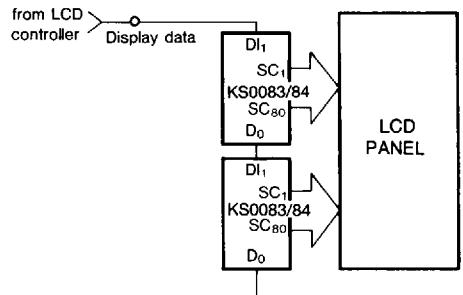 from LCD
controller
Display data
DI₁
SC₁
KS0083/84
SC₈₀
D₀
DI₁
SC₁
KS0083/84
SC₈₀
D₀
LCD
PANEL